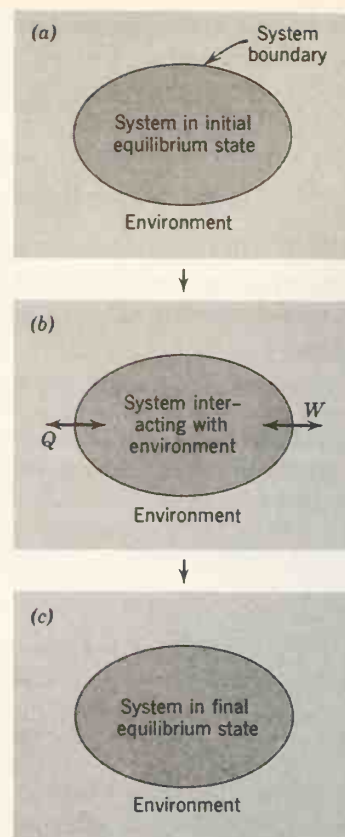 (a)
System
boundary
System in initial
equilibrium state
Environment
(b)
System inter-
acting with
environment
Q
W
Environment
(c)
System in final
equilibrium state
Environment